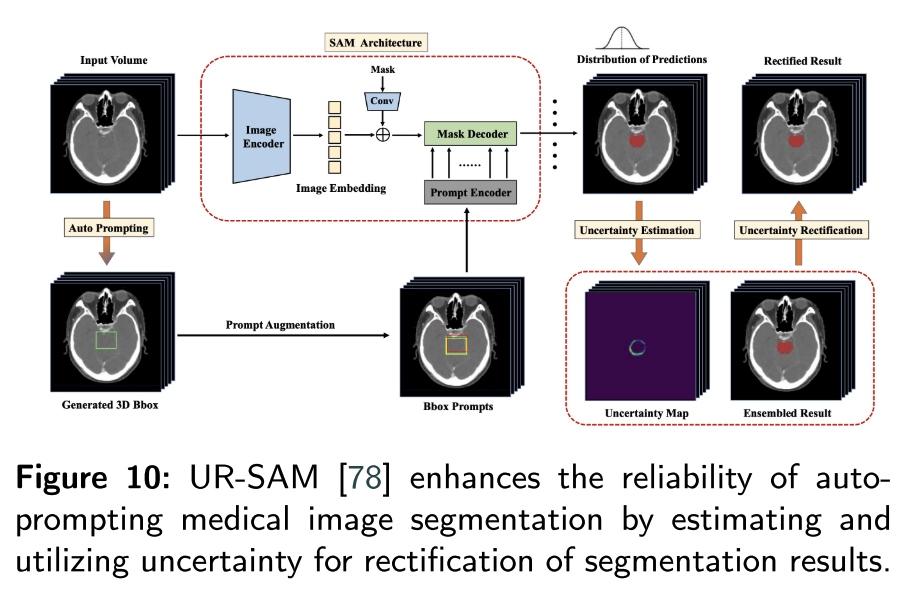 SAM Architecture
Input Volume
Mask
Distribution of Predictions
Rectified Result
Conv
Image
Encoder
Mask Decoder
......
Image Embedding
Prompt Encoder
Auto Prompting
Uncertainty Estimation
Uncertainty Rectification
Prompt Augmentation
Generated 3D Bbox
Bbox Prompts
Uncertainty Map
Ensembled Result
Figure 10: UR-SAM [78] enhances the reliability of auto-
prompting medical image segmentation by estimating and
utilizing uncertainty for rectification of segmentation results.